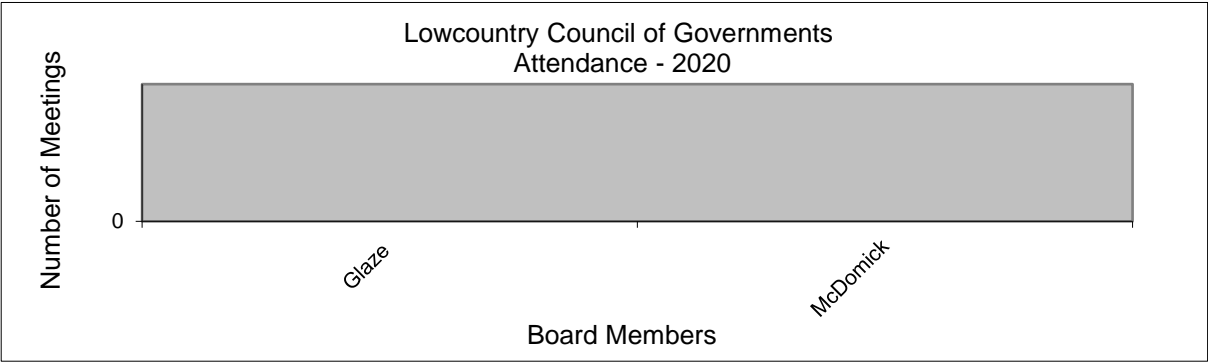 Lowcountry Council of Governments
Attendance - 2020
Number of Meetings
0
Glaze
McDomick
Board Members